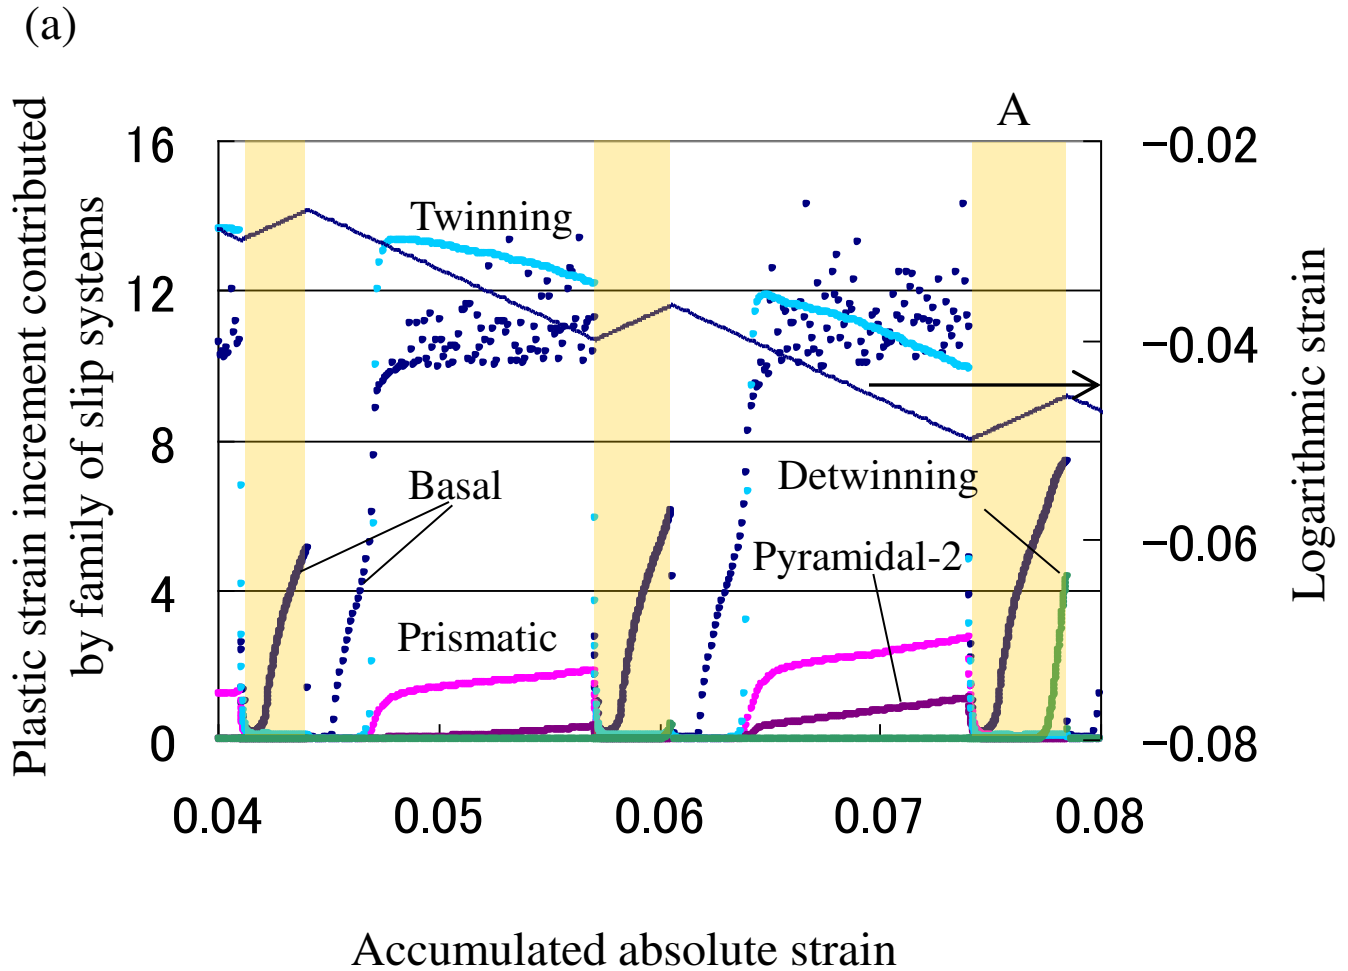 (a)
A
Plastic strain increment contributed
by family of slip systems
16
12
8
4
0
−0.02
−0.04
−0.06
−0.08
Logarithmic strain
Twinning
Basal
Detwinning
Pyramidal-2
Prismatic
0.04
0.05
0.06
0.07
0.08
Accumulated absolute strain